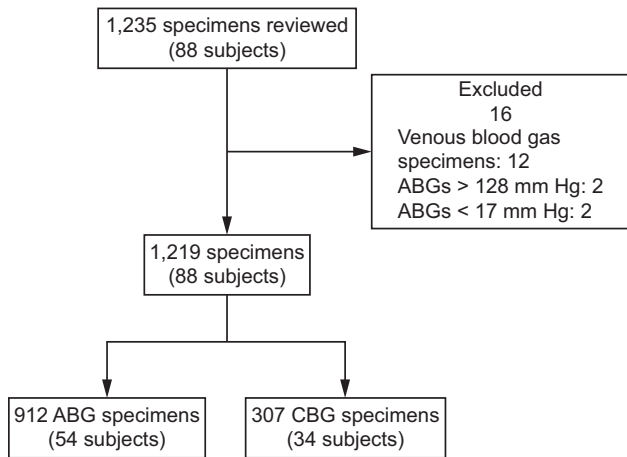 1,235 specimens reviewed
(88 subjects)
Excluded
16
Venous blood gas
specimens: 12
ABGs > 128 mm Hg: 2
ABGs < 17 mm Hg: 2
1,219 specimens
(88 subjects)
912 ABG specimens
(54 subjects)
307 CBG specimens
(34 subjects)